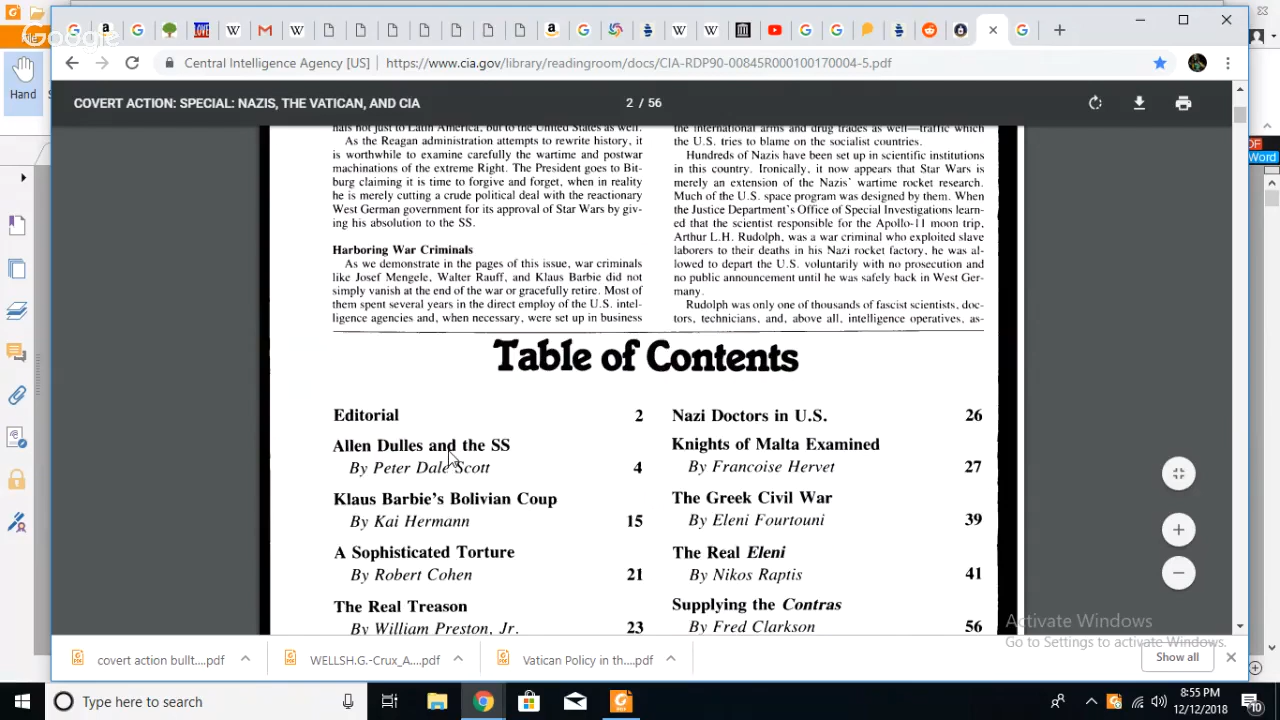 Google
File
LOVE
W
W
W
W
Central Intelligence Agency [US] | https://www.cia.gov/library/readingroom/docs/CIA-RDP90-00845R000100170004-5.pdf
Hand
COVERT ACTION: SPECIAL: NAZIS, THE VATICAN, AND CIA
2 / 56
Word
nals not just to Latin America, but to the United States as well.
As the Reagan administration attempts to rewrite history, it
is worthwhile to examine carefully the wartime and postwar
machinations of the extreme Right. The President goes to Bit-
burg claiming it is time to forgive and forget, when in reality
he is merely cutting a crude political deal with the reactionary
West German government for its approval of Star Wars by giv-
ing his absolution to the SS.
Harboring War Criminals
As we demonstrate in the pages of this issue, war criminals
like Josef Mengele, Walter Rauff, and Klaus Barbie did not
simply vanish at the end of the war or gracefully retire. Most of
them spent several years in the direct employ of the U.S. intel-
ligence agencies and, when necessary, were set up in business
the international arms and drug trades as well—traffic which
the U.S. tries to blame on the socialist countries.
Hundreds of Nazis have been set up in scientific institutions
in this country. Ironically, it now appears that Star Wars is
merely an extension of the Nazis' wartime rocket research.
Much of the U.S. space program was designed by them. When
the Justice Department's Office of Special Investigations learn-
ed that the scientist responsible for the Apollo-11 moon trip,
Arthur L.H. Rudolph, was a war criminal who exploited slave
laborers to their deaths in his Nazi rocket factory, he was al-
lowed to depart the U.S. voluntarily with no prosecution and
no public announcement until he was safely back in West Ger-
many.
Rudolph was only one of thousands of fascist scientists, doc-
tors, technicians, and, above all, intelligence operatives, as-
Table of Contents
Editorial 2
Allen Dulles and the SS
By Peter Dale Scott 4
Klaus Barbie's Bolivian Coup
By Kai Hermann 15
A Sophisticated Torture
By Robert Cohen 21
The Real Treason
By William Preston, Jr. 23
Nazi Doctors in U.S. 26
Knights of Malta Examined
By Francoise Hervet 27
The Greek Civil War
By Eleni Fourtouni 39
The Real Eleni
By Nikos Raptis 41
Supplying the Contras
By Fred Clarkson 56
Activate Windows
Go to Settings to activate Windows.
covert action bullt....pdf
WELLSH.G.-Crux_A....pdf
Vatican Policy in th....pdf
Show all
Type here to search
8:55 PM
12/12/2018
10